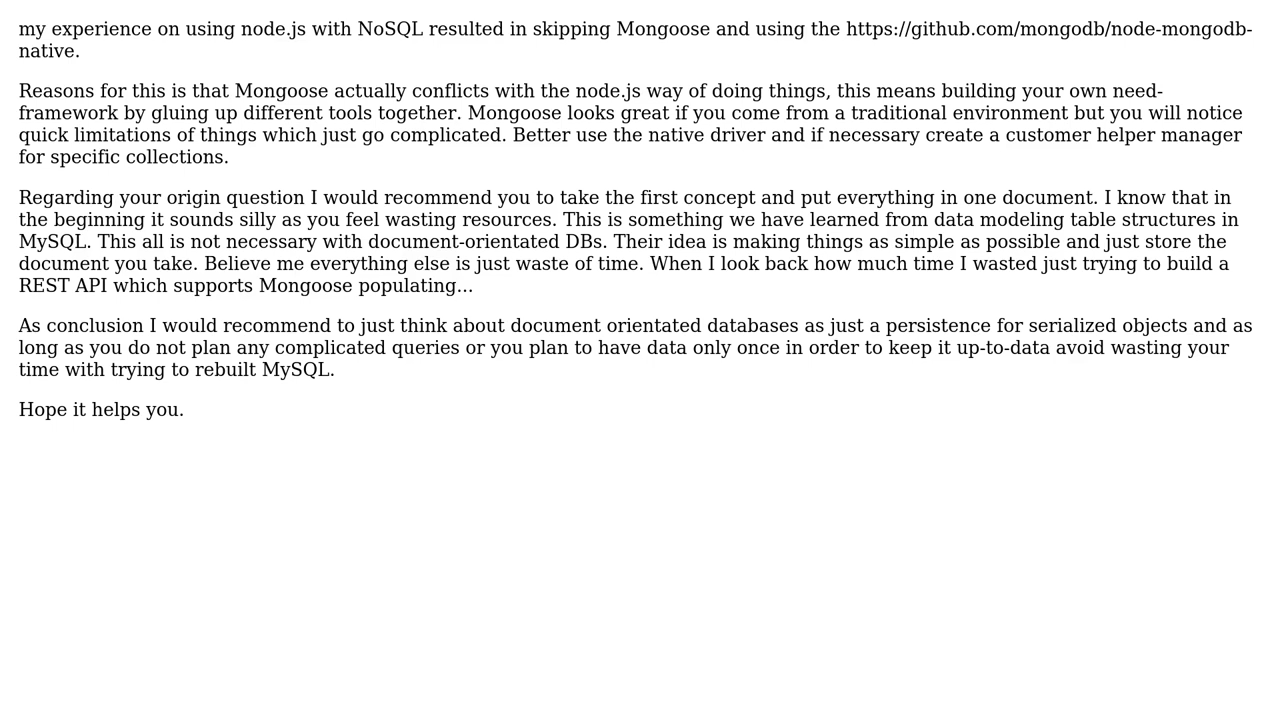 my experience on using node.js with NoSQL resulted in skipping Mongoose and using the https://github.com/mongodb/node-mongodb-
native.
Reasons for this is that Mongoose actually conflicts with the node.js way of doing things, this means building your own need-
framework by gluing up different tools together. Mongoose looks great if you come from a traditional environment but you will notice
quick limitations of things which just go complicated. Better use the native driver and if necessary create a customer helper manager
for specific collections.
Regarding your origin question I would recommend you to take the first concept and put everything in one document. I know that in
the beginning it sounds silly as you feel wasting resources. This is something we have learned from data modeling table structures in
MySQL. This all is not necessary with document-orientated DBs. Their idea is making things as simple as possible and just store the
document you take. Believe me everything else is just waste of time. When I look back how much time I wasted just trying to build a
REST API which supports Mongoose populating...
As conclusion I would recommend to just think about document orientated databases as just a persistence for serialized objects and as
long as you do not plan any complicated queries or you plan to have data only once in order to keep it up-to-data avoid wasting your
time with trying to rebuilt MySQL.
Hope it helps you.